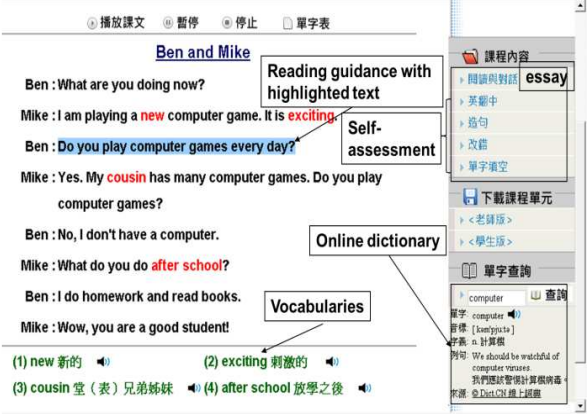 播放課文 暫停 停止 單字表
Ben and Mike
Ben : What are you doing now?
Mike : I am playing a new computer game. It is exciting.
Ben : Do you play computer games every day?
Mike : Yes. My cousin has many computer games. Do you play
computer games?
Ben : No, I don't have a computer.
Mike : What do you do after school?
Ben : I do homework and read books.
Mike : Wow, you are a good student!
(1) new 新的 (2) exciting 刺激的
(3) cousin 堂（表）兄弟姊妹 (4) after school 放學之後
Reading guidance with
highlighted text
Self-
assessment
Online dictionary
Vocabularies
課程內容
閱讀與對話
essay
英翻中
造句
改錯
單字填空
下載課程單元
<老師版>
<學生版>
單字查詢
computer 查詢
單字: computer
音標: [kəm'pju:tə]
字義: n. 計算機
例句: We should be watchful of
computer viruses.
我們應該警惕計算機病毒。
來源: © Dict.CN 線上詞典